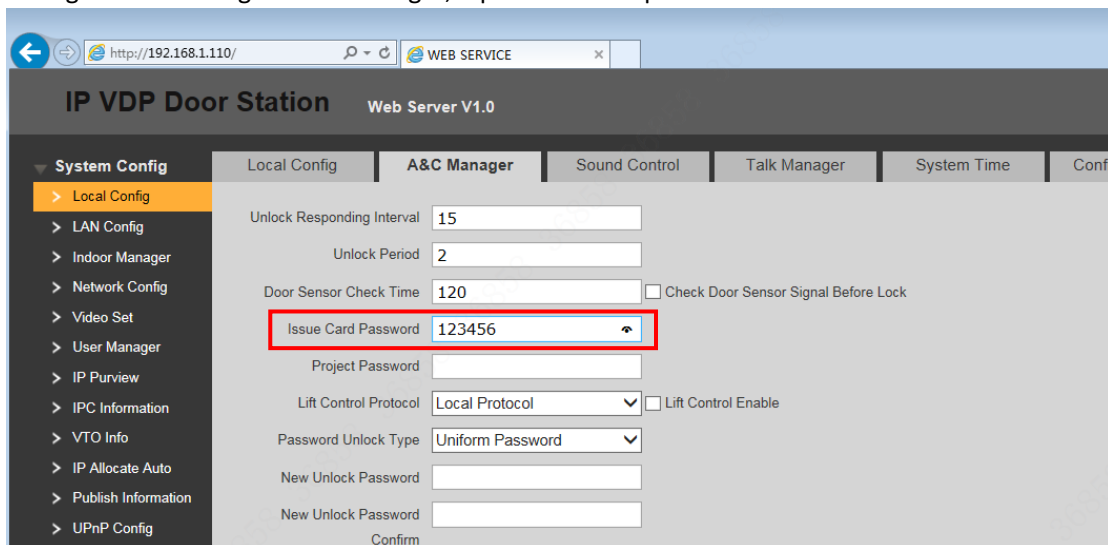 http://192.168.1.110/
WEB SERVICE
IP VDP Door Station
Web Server V1.0
System Config
Local Config
A&C Manager
Sound Control
Talk Manager
System Time
Conf
Local Config
LAN Config
Indoor Manager
Network Config
Video Set
User Manager
IP Purview
IPC Information
VTO Info
IP Allocate Auto
Publish Information
UPnP Config
Unlock Responding Interval 15
Unlock Period 2
Door Sensor Check Time 120 Check Door Sensor Signal Before Lock
Issue Card Password 123456
Project Password
Lift Control Protocol Local Protocol Lift Control Enable
Password Unlock Type Uniform Password
New Unlock Password
New Unlock Password
Confirm